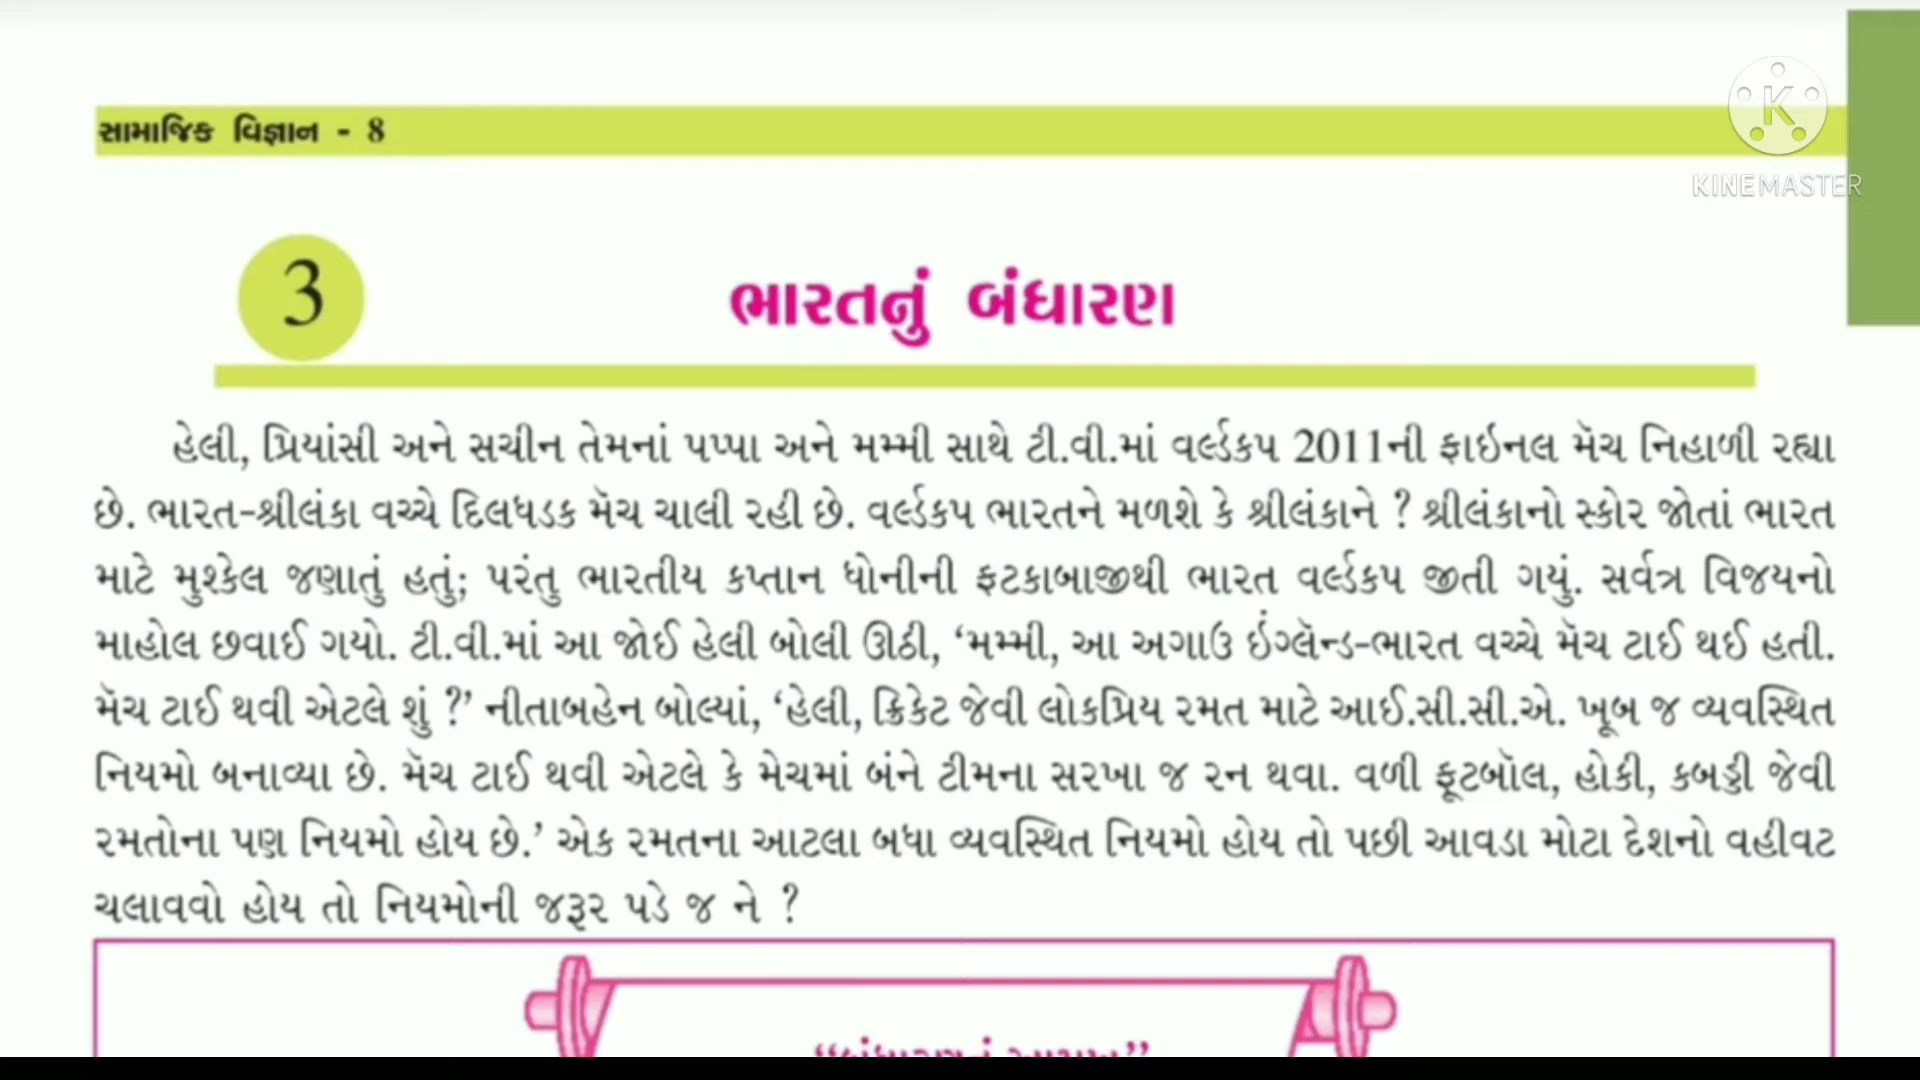 સામાજિક વિજ્ઞાન - 8
KINEMASTER
3
ભારતનું બંધારણ
હેલી, પ્રિયાંસી અને સચીન તેમનાં પપ્પા અને મમ્મી સાથે ટી.વી.માં વર્લ્ડકપ 2011ની ફાઇનલ મૅચ નિહાળી રહ્યા
છે. ભારત-શ્રીલંકા વચ્ચે દિલધડક મૅચ ચાલી રહી છે. વર્લ્ડકપ ભારતને મળશે કે શ્રીલંકાને ? શ્રીલંકાનો સ્કોર જોતાં ભારત
માટે મુશ્કેલ જણાતું હતું; પરંતુ ભારતીય કપ્તાન ધોનીની ફટકાબાજીથી ભારત વર્લ્ડકપ જીતી ગયું. સર્વત્ર વિજયનો
માહોલ છવાઈ ગયો. ટી.વી.માં આ જોઈ હેલી બોલી ઊઠી, ‘મમ્મી, આ અગાઉ ઇંગ્લૅન્ડ-ભારત વચ્ચે મૅચ ટાઈ થઈ હતી.
મૅચ ટાઈ થવી એટલે શું ?’ નીતાબહેન બોલ્યાં, ‘હેલી, ક્રિકેટ જેવી લોકપ્રિય રમત માટે આઈ.સી.સી.એ. ખૂબ જ વ્યવસ્થિત
નિયમો બનાવ્યા છે. મૅચ ટાઈ થવી એટલે કે મેચમાં બંને ટીમના સરખા જ રન થવા. વળી ફૂટબૉલ, હોકી, કબડ્ડી જેવી
રમતોના પણ નિયમો હોય છે.’ એક રમતના આટલા બધા વ્યવસ્થિત નિયમો હોય તો પછી આવડા મોટા દેશનો વહીવટ
ચલાવવો હોય તો નિયમોની જરૂર પડે જ ને ?